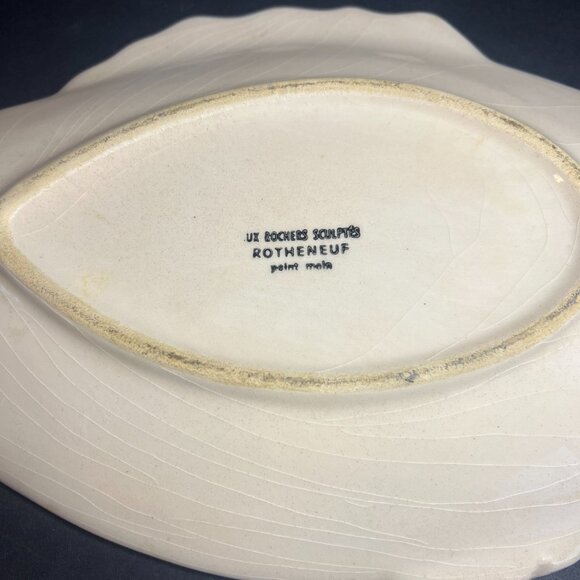 UX ROCHERS SCULPTÉS
ROTHENEUF
peint main